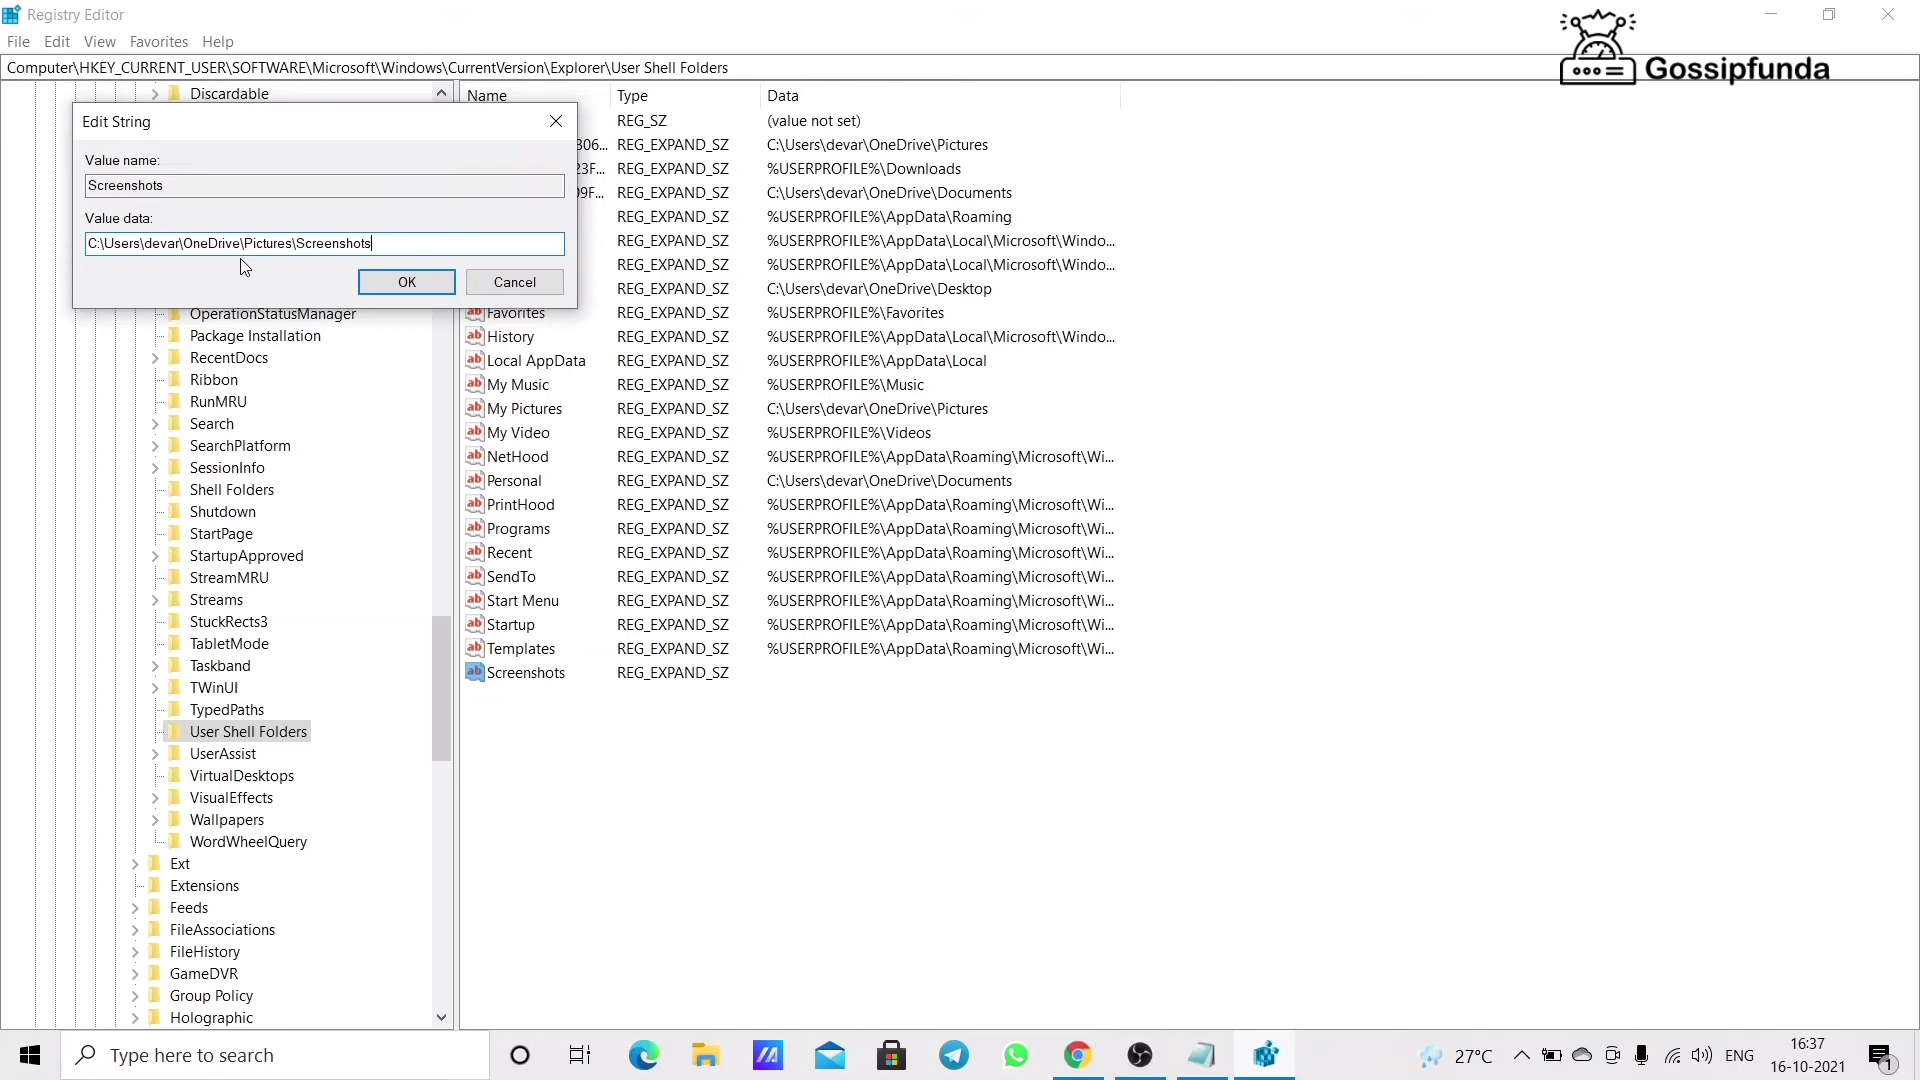 Registry Editor
File Edit View Favorites Help
Computer\HKEY_CURRENT_USER\SOFTWARE\Microsoft\Windows\CurrentVersion\Explorer\User Shell Folders
Gossipfunda
Discardable
Edit String
Value name:
Screenshots
Value data:
C:\Users\devar\OneDrive\Pictures\Screenshots
OK Cancel
OperationStatusManager
Package Installation
RecentDocs
Ribbon
RunMRU
Search
SearchPlatform
SessionInfo
Shell Folders
Shutdown
StartPage
StartupApproved
StreamMRU
Streams
StuckRects3
TabletMode
Taskband
TWinUI
TypedPaths
User Shell Folders
UserAssist
VirtualDesktops
VisualEffects
Wallpapers
WordWheelQuery
Ext
Extensions
Feeds
FileAssociations
FileHistory
GameDVR
Group Policy
Holographic
Name Type Data
REG_SZ (value not set)
306... REG_EXPAND_SZ C:\Users\devar\OneDrive\Pictures
23F... REG_EXPAND_SZ %USERPROFILE%\Downloads
09F... REG_EXPAND_SZ C:\Users\devar\OneDrive\Documents
REG_EXPAND_SZ %USERPROFILE%\AppData\Roaming
REG_EXPAND_SZ %USERPROFILE%\AppData\Local\Microsoft\Windo...
REG_EXPAND_SZ %USERPROFILE%\AppData\Local\Microsoft\Windo...
REG_EXPAND_SZ C:\Users\devar\OneDrive\Desktop
Favorites REG_EXPAND_SZ %USERPROFILE%\Favorites
History REG_EXPAND_SZ %USERPROFILE%\AppData\Local\Microsoft\Windo...
Local AppData REG_EXPAND_SZ %USERPROFILE%\AppData\Local
My Music REG_EXPAND_SZ %USERPROFILE%\Music
My Pictures REG_EXPAND_SZ C:\Users\devar\OneDrive\Pictures
My Video REG_EXPAND_SZ %USERPROFILE%\Videos
NetHood REG_EXPAND_SZ %USERPROFILE%\AppData\Roaming\Microsoft\Wi...
Personal REG_EXPAND_SZ C:\Users\devar\OneDrive\Documents
PrintHood REG_EXPAND_SZ %USERPROFILE%\AppData\Roaming\Microsoft\Wi...
Programs REG_EXPAND_SZ %USERPROFILE%\AppData\Roaming\Microsoft\Wi...
Recent REG_EXPAND_SZ %USERPROFILE%\AppData\Roaming\Microsoft\Wi...
SendTo REG_EXPAND_SZ %USERPROFILE%\AppData\Roaming\Microsoft\Wi...
Start Menu REG_EXPAND_SZ %USERPROFILE%\AppData\Roaming\Microsoft\Wi...
Startup REG_EXPAND_SZ %USERPROFILE%\AppData\Roaming\Microsoft\Wi...
Templates REG_EXPAND_SZ %USERPROFILE%\AppData\Roaming\Microsoft\Wi...
Screenshots REG_EXPAND_SZ
Type here to search
27°C
ENG
16:37
16-10-2021
1